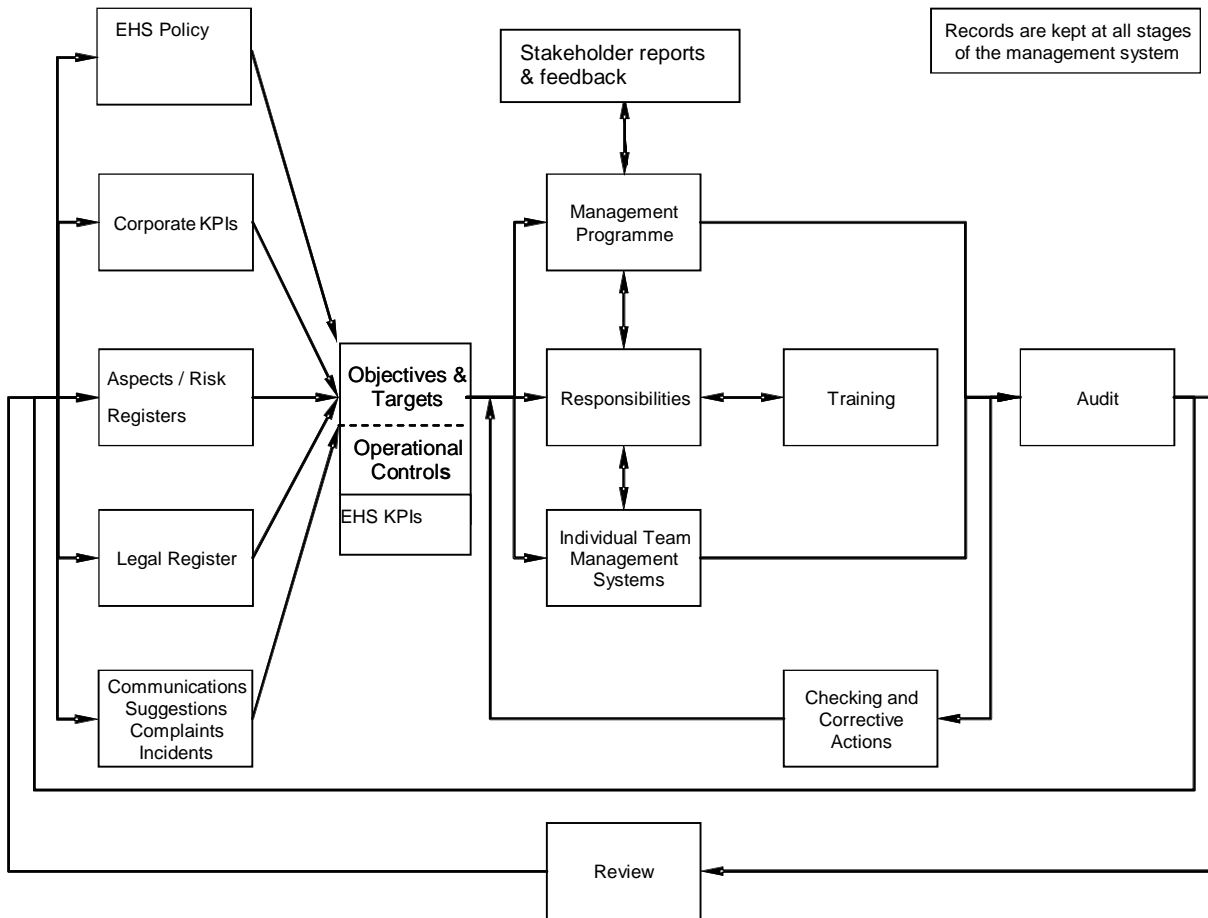 EHS Policy
Stakeholder reports
& feedback
Records are kept at all stages
of the management system
Corporate KPIs
Management
Programme
Aspects / Risk
Registers
Objectives &
Targets
Operational
Controls
EHS KPIs
Responsibilities
Training
Audit
Legal Register
Individual Team
Management
Systems
Communications
Suggestions
Complaints
Incidents
Checking and
Corrective
Actions
Review